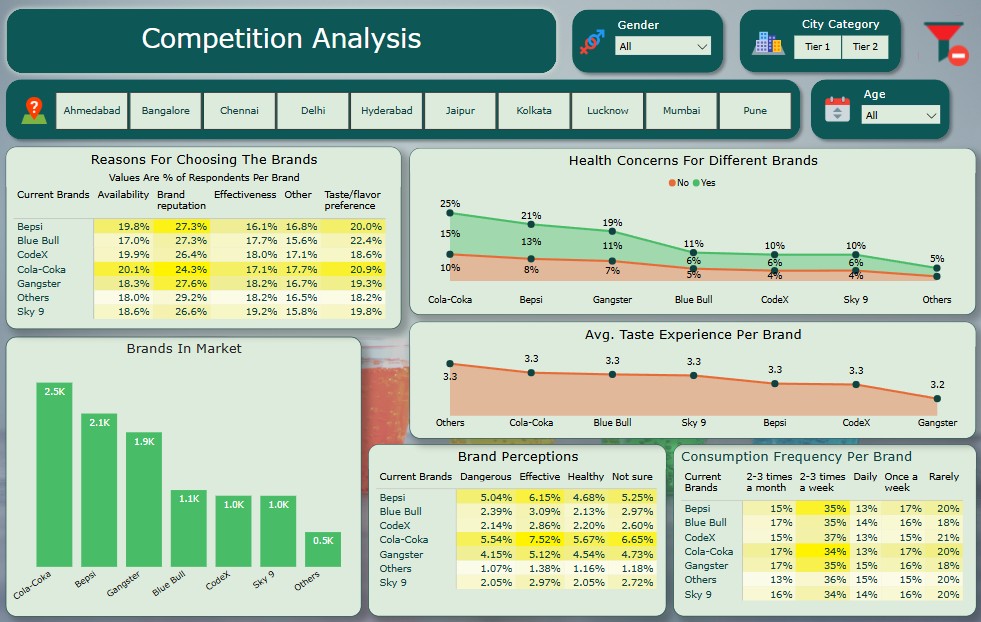 Competition Analysis
Gender
All
City Category
Tier 1 Tier 2
Ahmedabad Bangalore Chennai Delhi Hyderabad Jaipur Kolkata Lucknow Mumbai Pune
Age
All
Reasons For Choosing The Brands
Values Are % of Respondents Per Brand
Current Brands Availability Brand reputation Effectiveness Other Taste/flavor preference
Bepsi 19.8% 27.3% 16.1% 16.8% 20.0%
Blue Bull 17.0% 27.3% 17.7% 15.6% 22.4%
CodeX 19.9% 26.4% 18.0% 17.1% 18.6%
Cola-Coka 20.1% 24.3% 17.1% 17.7% 20.9%
Gangster 18.3% 27.6% 18.2% 16.7% 19.3%
Others 18.0% 29.2% 18.2% 16.5% 18.2%
Sky 9 18.6% 26.6% 19.2% 15.8% 19.8%
Health Concerns For Different Brands
No Yes
25% 21% 19% 11% 10% 10% 5%
15% 13% 11% 6% 6% 6%
10% 8% 7% 5% 4% 4%
Cola-Coka Bepsi Gangster Blue Bull CodeX Sky 9 Others
Avg. Taste Experience Per Brand
3.3 3.3 3.3 3.3 3.3 3.3 3.2
Others Cola-Coka Blue Bull Sky 9 Bepsi CodeX Gangster
Brands In Market
2.5K 2.1K 1.9K 1.1K 1.0K 1.0K 0.5K
Cola-Coka Bepsi Gangster Blue Bull CodeX Sky 9 Others
Brand Perceptions
Current Brands Dangerous Effective Healthy Not sure
Bepsi 5.04% 6.15% 4.68% 5.25%
Blue Bull 2.39% 3.09% 2.13% 2.97%
CodeX 2.14% 2.86% 2.20% 2.60%
Cola-Coka 5.54% 7.52% 5.67% 6.65%
Gangster 4.15% 5.12% 4.54% 4.73%
Others 1.07% 1.38% 1.16% 1.18%
Sky 9 2.05% 2.97% 2.05% 2.72%
Consumption Frequency Per Brand
Current Brands 2-3 times a month 2-3 times a week Daily Once a week Rarely
Bepsi 15% 35% 13% 17% 20%
Blue Bull 17% 35% 14% 16% 18%
CodeX 15% 37% 13% 15% 21%
Cola-Coka 17% 34% 13% 17% 20%
Gangster 17% 35% 15% 16% 18%
Others 13% 36% 15% 15% 20%
Sky 9 16% 34% 14% 16% 20%